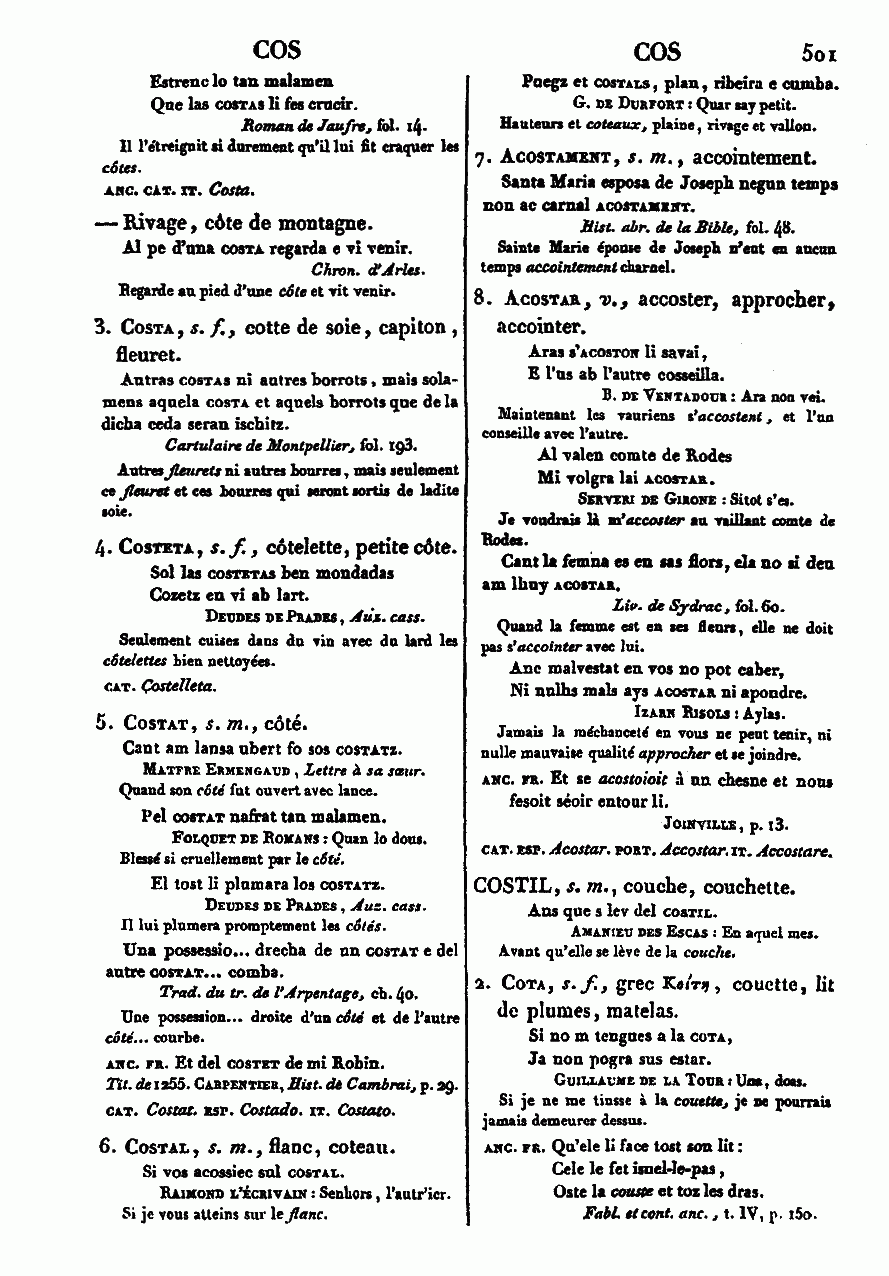 COS
Estrenc lo tan malamen
Que las COSTAS li fes crucir.
Roman de Jaufre, fol. 14.
Il l'étreignit si durement qu'il lui fit craquer les
côtes.
ANC. CAT. IT. Costa.
— Rivage, côte de montagne.
Al pe d'una COSTA regarda e vi venir.
Chron. d'Arles.
Regarde au pied d'une côte et vit venir.
3. COSTA, s. f., cotte de soie, capiton,
fleuret.
Autras COSTAS ni autres borrots, mais sola-
mens aquela COSTA et aquels borrots que de la
dicha ceda seran ischitz.
Cartulaire de Montpellier, fol. 193.
Autres fleurets ni autres bourres, mais seulement
ce fleuret et ces bourres qui seront sortis de ladite
soie.
4. COSTETA, s. f., côtelette, petite côte.
Sol las COSTETAS ben mondadas
Cozetz en vi ab lart.
DEUDES DE PRADES, Auz. cass.
Seulement cuisez dans du vin avec du lard les
côtelettes bien nettoyées.
CAT. Costelleta.
5. COSTAT, s. m., côté.
Cant am lansa ubert fo sos COSTATZ.
MATFRE ERMENGAUD, Lettre à sa sœur.
Quand son côté fut ouvert avec lance.
Pel COSTAT nafrat tan malamen.
FOLQUET DE ROMANS : Quan lo dous.
Blessé si cruellement par le côté.
El tost li plumara los COSTATZ.
DEUDES DE PRADES, Auz. cass.
Il lui plumera promptement les côtés.
Una possessio... drecha de un COSTAT e del
autre COSTAT... comba.
Trad. du tr. de l'Arpentage, ch. 40.
Une possession... droite d'un côté et de l'autre
côté... courbe.
ANC. FR. Et del COSTET de mi Robin.
Tit. de 1255. CARPENTIER, Hist. de Cambrai, p. 29.
CAT. Costat. ESP. Costado. IT. Costato.
6. COSTAL, s. m., flanc, coteau.
Si vos acossiec sul COSTAL.
RAIMOND L'ÉCRIVAIN : Senhors, l'autr'ier.
Si je vous atteins sur le flanc.
COS 501
Puegz et COSTALS, plan, ribeira e cumba.
G. DE DURFORT : Quar say petit.
Hauteurs et coteaux, plaine, rivage et vallon.
7. ACOSTAMENT, s. m., accointement.
Santa Maria esposa de Joseph negun temps
non ac carnal ACOSTAMENT.
Hist. abr. de la Bible, fol. 48.
Sainte Marie épouse de Joseph n'eut en aucun
temps accointement charnel.
8. ACOSTAR, v., accoster, approcher,
accointer.
Aras s'ACOSTON li savai,
E l'us ab l'autre cosseilla.
B. DE VENTADOUR : Ara non vei.
Maintenant les vauriens s'accostent, et l'un
conseille avec l'autre.
Al valen comte de Rodes
Mi volgra lai ACOSTAR.
SERVERI DE GIRONE : Sitot s'es.
Je voudrais là m'accoster au vaillant comte de
Rodes.
Cant la femna es en sas flors, ela no si deu
am lhuy ACOSTAR.
Liv. de Sydrac, fol. 60.
Quand la femme est en ses fleurs, elle ne doit
pas s'accointer avec lui.
Anc malvestat en vos no pot caber,
Ni nulhs mals ays ACOSTAR ni apondre.
IZARN RISOLS : Aylas.
Jamais la méchanceté en vous ne peut tenir, ni
nulle mauvaise qualité approcher et se joindre.
ANC. FR. Et se acostoioit à un chesne et nous
fesoit séoir entour li.
JOINVILLE, p. 13.
CAT. ESP. Acostar. PORT. Accostar. IT. Accostare.
COSTIL, s. m., couche, couchette.
Ans que s lev del COSTIL.
AMANIEU DES ESCAS : En aquel mes.
Avant qu'elle se lève de la couche.
2. COTA, s. f., grec Κοίτη, couette, lit
de plumes, matelas.
Si no m tengues a la COTA,
Ja non pogra sus estar.
GUILLAUME DE LA TOUR : Una, doas.
Si je ne me tinsse à la couette, je ne pourrais
jamais demeurer dessus.
ANC. FR. Qu'ele li face tost son lit :
Cele le fet isnel-le-pas,
Oste la couste et toz les dras.
Fabl. et cont. anc., t. IV, p. 150.